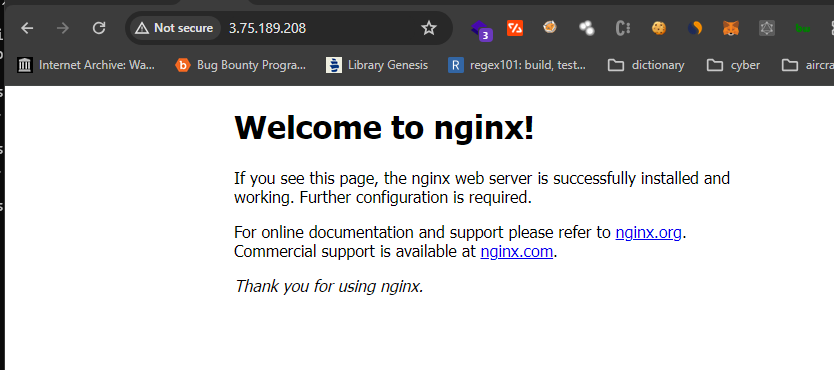 Not secure 3.75.189.208
3
Internet Archive: Wa... Bug Bounty Progra... Library Genesis R regex101: build, test... dictionary cyber aircra
Welcome to nginx!
If you see this page, the nginx web server is successfully installed and
working. Further configuration is required.
For online documentation and support please refer to nginx.org.
Commercial support is available at nginx.com.
Thank you for using nginx.